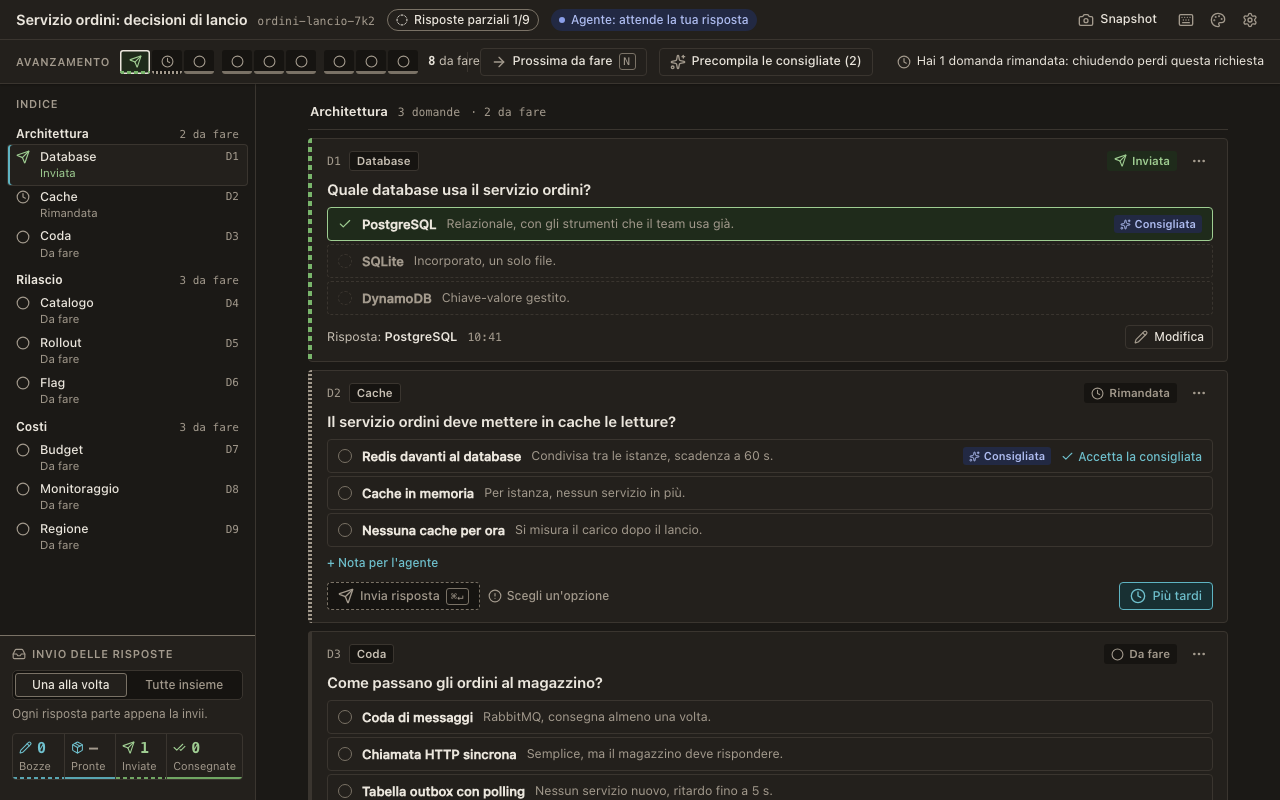 Servizio ordini: decisioni di lancio ordini-lancio-7k2 Risposte parziali 1/9 Agente: attende la tua risposta Snapshot
AVANZAMENTO 8 da fare Prossima da fare N Precompila le consigliate (2) Hai 1 domanda rimandata: chiudendo perdi questa richiesta
INDICE
Architettura 2 da fare
Database D1
Inviata
Cache D2
Rimandata
Coda D3
Da fare
Rilascio 3 da fare
Catalogo D4
Da fare
Rollout D5
Da fare
Flag D6
Da fare
Costi 3 da fare
Budget D7
Da fare
Monitoraggio D8
Da fare
Regione D9
Da fare
INVIO DELLE RISPOSTE
Una alla volta Tutte insieme
Ogni risposta parte appena la invii.
0 – 1 0
Bozze Pronte Inviate Consegnate
Architettura 3 domande · 2 da fare
D1 Database Inviata
Quale database usa il servizio ordini?
PostgreSQL Relazionale, con gli strumenti che il team usa già. Consigliata
SQLite Incorporato, un solo file.
DynamoDB Chiave-valore gestito.
Risposta: PostgreSQL 10:41 Modifica
D2 Cache Rimandata
Il servizio ordini deve mettere in cache le letture?
Redis davanti al database Condivisa tra le istanze, scadenza a 60 s. Consigliata Accetta la consigliata
Cache in memoria Per istanza, nessun servizio in più.
Nessuna cache per ora Si misura il carico dopo il lancio.
+ Nota per l'agente
Invia risposta ⌘↵ Scegli un'opzione Più tardi
D3 Coda Da fare
Come passano gli ordini al magazzino?
Coda di messaggi RabbitMQ, consegna almeno una volta.
Chiamata HTTP sincrona Semplice, ma il magazzino deve rispondere.
Tabella outbox con polling Nessun servizio nuovo, ritardo fino a 5 s.